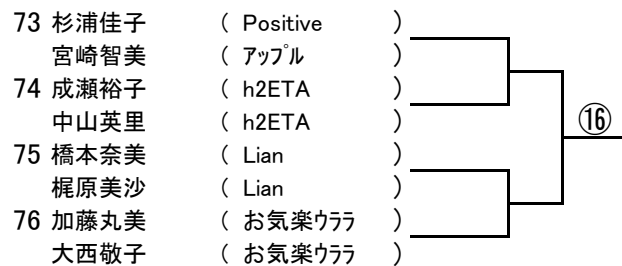 73 杉浦佳子 ( Positive )
宮崎智美 ( アップル )
74 成瀬裕子 ( h2ETA )
中山英里 ( h2ETA )
⑯
75 橋本奈美 ( Lian )
梶原美沙 ( Lian )
76 加藤丸美 ( お気楽ウララ )
大西敬子 ( お気楽ウララ )